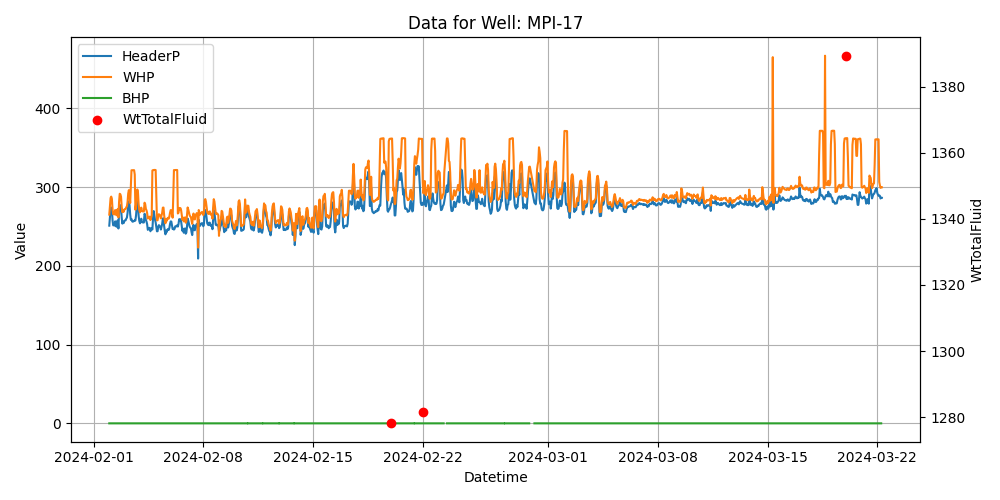 Data for Well: MPI-17
HeaderP
WHP
BHP
WtTotalFluid
400
300
200
100
0
Value
1380
1360
1340
1320
1300
1280
WtTotalFluid
2024-02-01 2024-02-08 2024-02-15 2024-02-22 2024-03-01 2024-03-08 2024-03-15 2024-03-22
Datetime